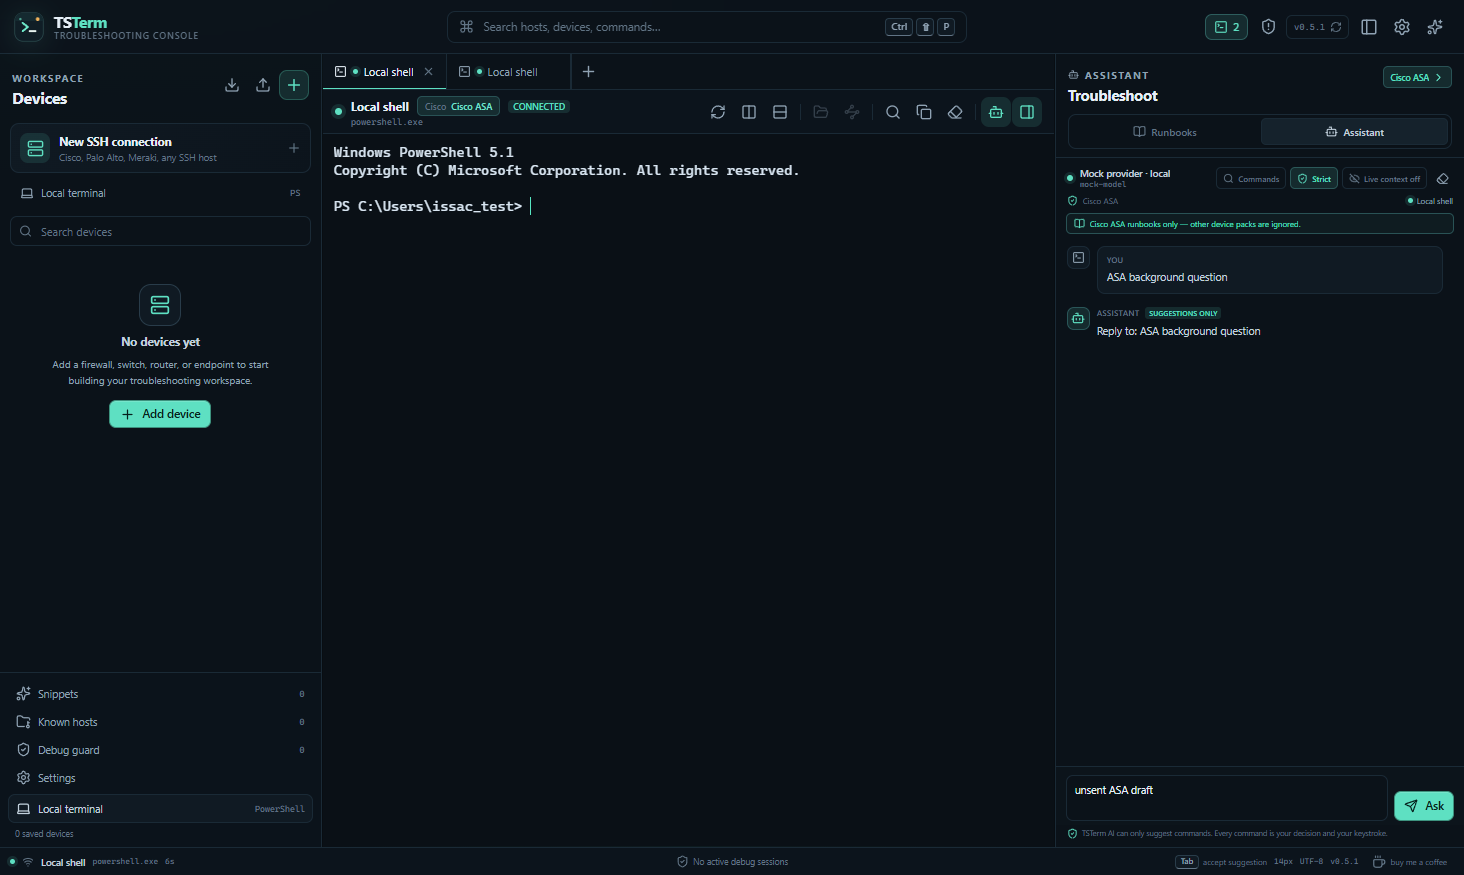 TSTerm
TROUBLESHOOTING CONSOLE
Search hosts, devices, commands...
Ctrl P
2
v0.5.1
WORKSPACE
Devices
New SSH connection
Cisco, Palo Alto, Meraki, any SSH host
Local terminal PS
Search devices
No devices yet
Add a firewall, switch, router, or endpoint to start
building your troubleshooting workspace.
Add device
Snippets 0
Known hosts 0
Debug guard 0
Settings
Local terminal PowerShell
0 saved devices
Local shell
Local shell
Local shell Cisco Cisco ASA CONNECTED
powershell.exe
Windows PowerShell 5.1
Copyright (C) Microsoft Corporation. All rights reserved.
PS C:\Users\issac_test>
ASSISTANT
Troubleshoot
Cisco ASA
Runbooks
Assistant
Mock provider · local
mock-model
Commands
Strict
Live context off
Cisco ASA
Local shell
Cisco ASA runbooks only — other device packs are ignored.
YOU
ASA background question
ASSISTANT SUGGESTIONS ONLY
Reply to: ASA background question
unsent ASA draft
Ask
TSTerm AI can only suggest commands. Every command is your decision and your keystroke.
Local shell powershell.exe 6s
No active debug sessions
Tab accept suggestion 14px UTF-8 v0.5.1 buy me a coffee